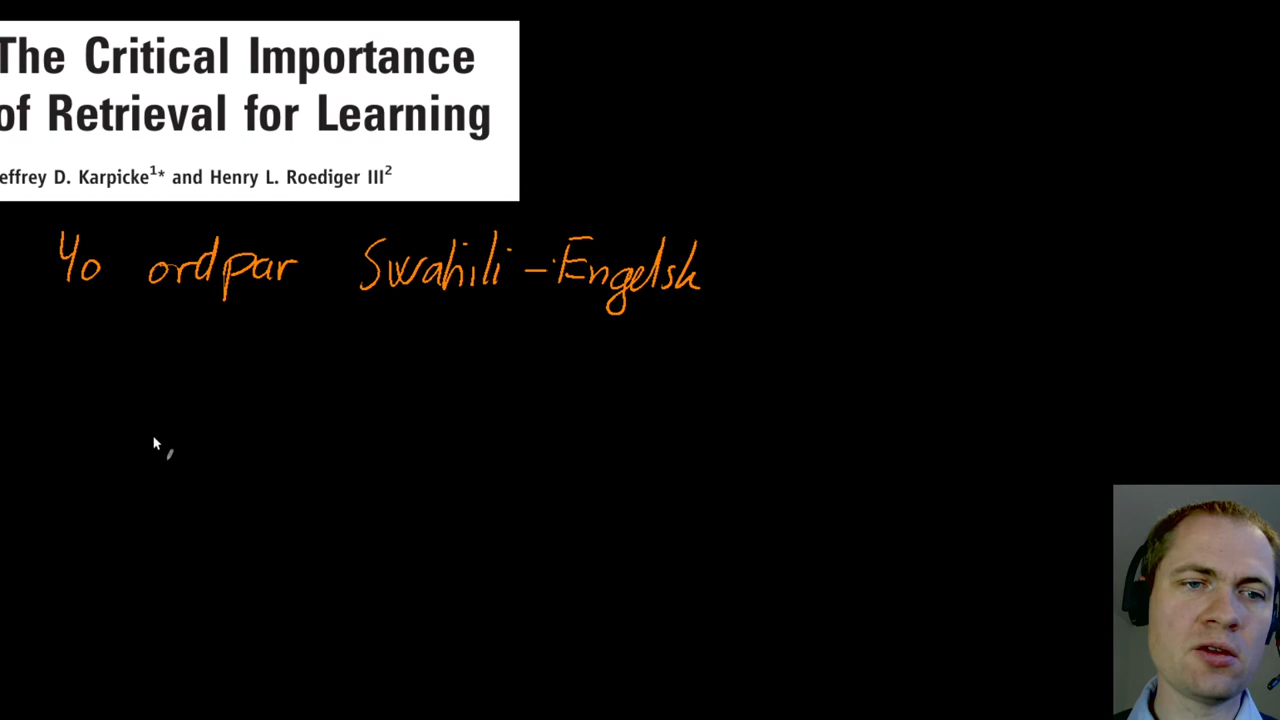 The Critical Importance
of Retrieval for Learning
effrey D. Karpicke1* and Henry L. Roediger III2
40 ordpar Swahili - Engelsk